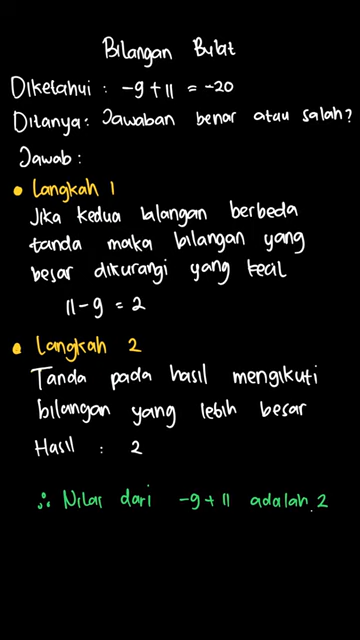 Bilangan Bulat
Diketahui : -9 + 11 = -20
Ditanya : Jawaban benar atau salah?
Jawab :
• Langkah 1
Jika kedua bilangan berbeda
tanda maka bilangan yang
besar dikurangi yang kecil
11 - 9 = 2
• Langkah 2
Tanda pada hasil mengikuti
bilangan yang lebih besar
Hasil : 2
∴ Nilai dari -9 + 11 adalah 2